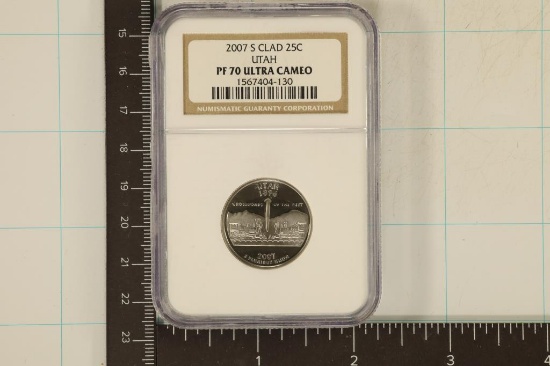 2007 S CLAD 25C
UTAH
PF 70 ULTRA CAMEO
1567404-130
NUMISMATIC GUARANTY CORPORATION
UTAH
1896
CROSSROADS OF THE WEST
2007
E PLURIBUS UNUM
15
16
17
18
19
20
21
22
23
1
2
3
4